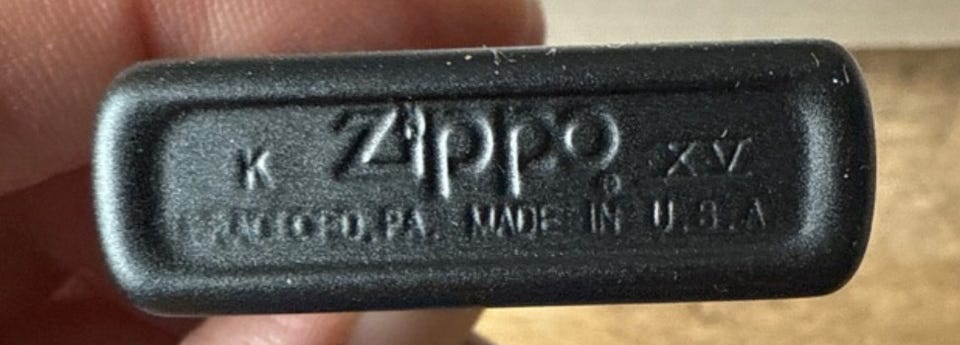 K Zippo ® XV
BRADFORD, PA. MADE IN U.S.A